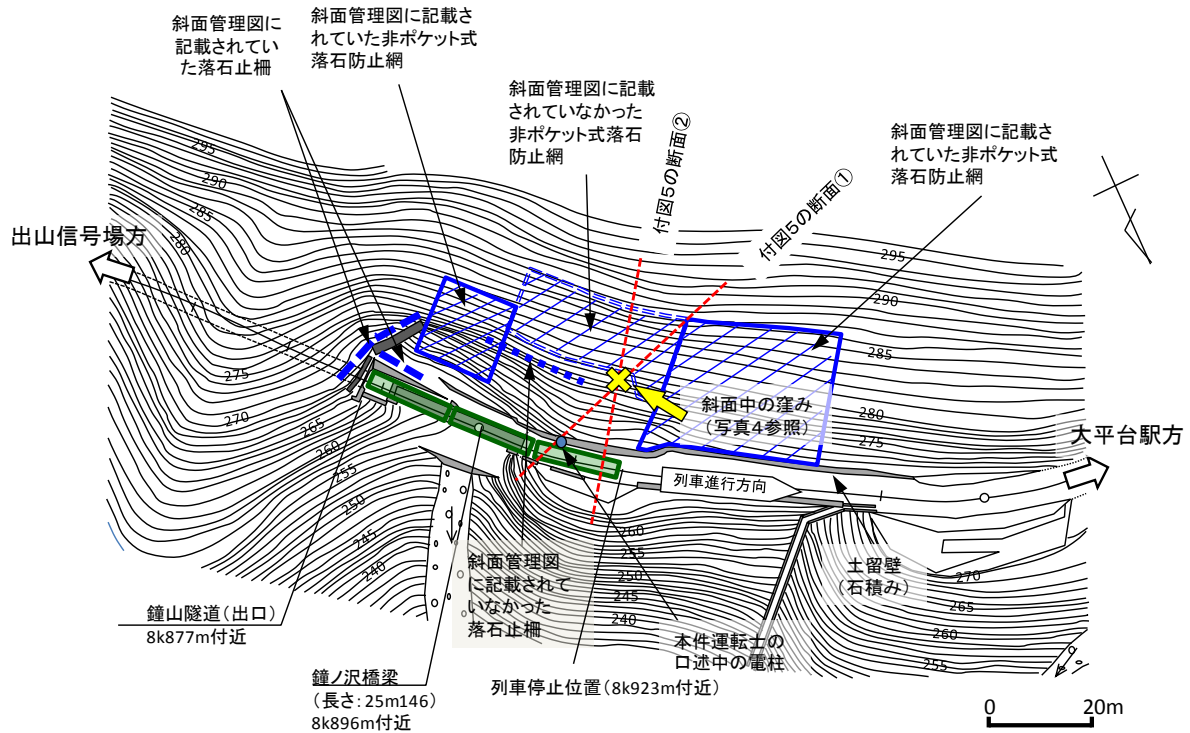 斜面管理図に
記載されてい
た落石止柵
斜面管理図に記載さ
れていた非ポケット式
落石防止網
斜面管理図に記載
されていなかった
非ポケット式落石
防止網
付図5の断面②
付図5の断面①
斜面管理図に記載さ
れていた非ポケット式
落石防止網
出山信号場方
大平台駅方
295
290
285
280
275
270
265
260
255
250
245
240
295
290
285
280
275
斜面中の窪み
(写真4参照)
列車進行方向
土留壁
(石積み)
260
255
250
245
240
270
265
260
255
斜面管理図
に記載されて
いなかった
落石止柵
本件運転士の
口述中の電柱
鐘山隧道(出口)
8k877m付近
鐘ノ沢橋梁
(長さ:25m146)
8k896m付近
列車停止位置(8k923m付近)
0 20m